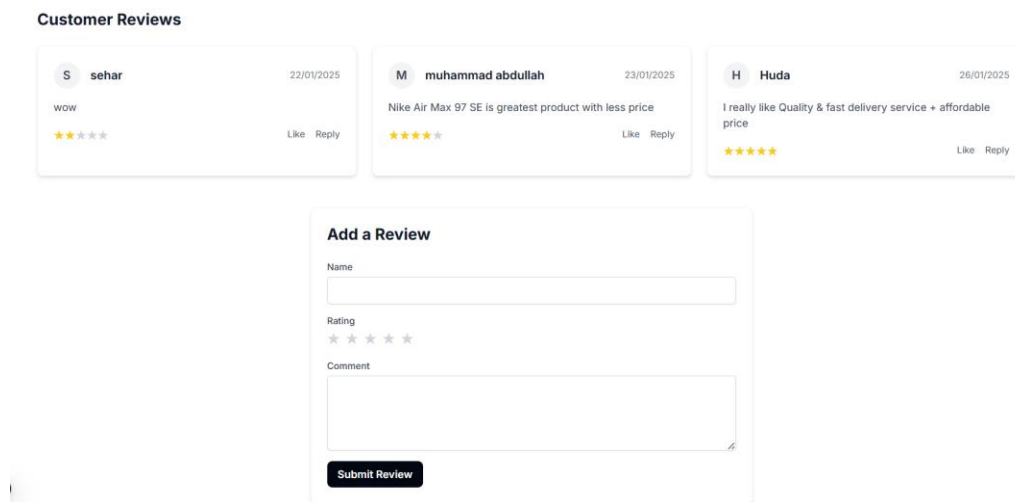 Customer Reviews
S sehar 22/01/2025
wow
Like Reply
M muhammad abdullah 23/01/2025
Nike Air Max 97 SE is greatest product with less price
Like Reply
H Huda 26/01/2025
I really like Quality & fast delivery service + affordable
price
Like Reply
Add a Review
Name
Rating
Comment
Submit Review